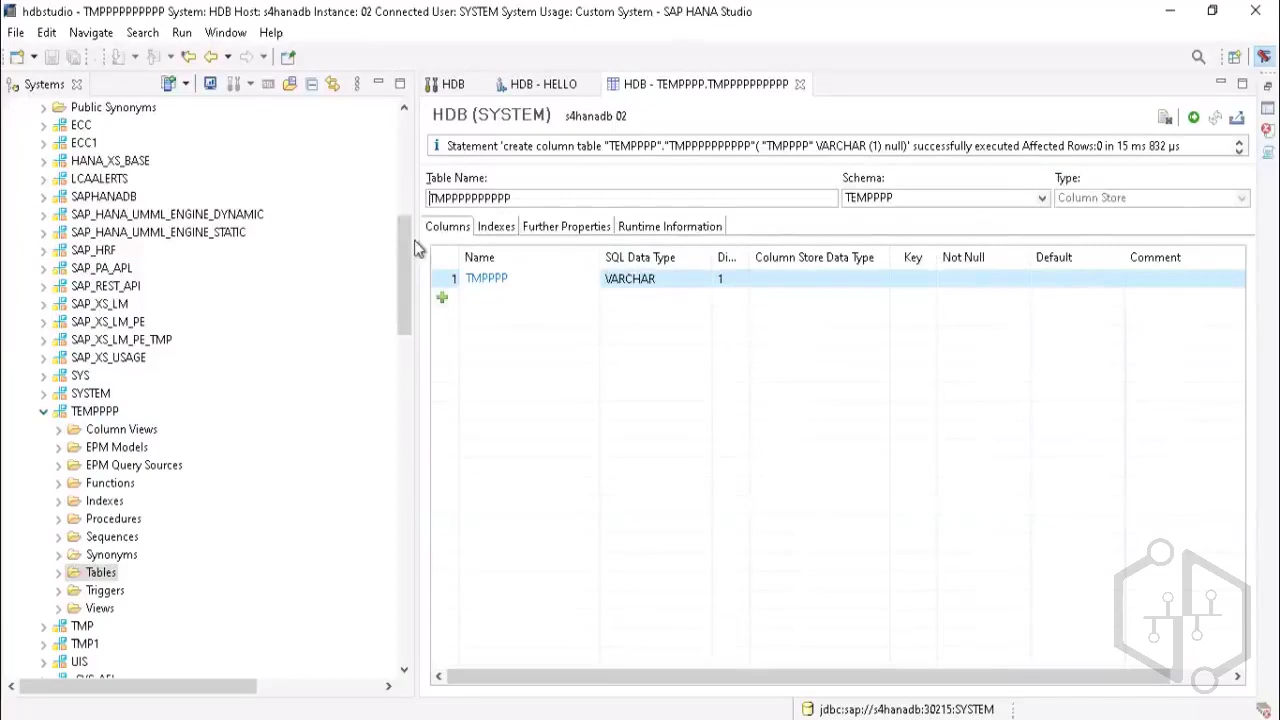 hdbstudio - TMPPPPPPPPPP System: HDB Host: s4hanadb Instance: 02 Connected User: SYSTEM System Usage: Custom System - SAP HANA Studio
File Edit Navigate Search Run Window Help
Systems
Public Synonyms
ECC
ECC1
HANA_XS_BASE
LCAALERTS
SAPHANADB
SAP_HANA_UMML_ENGINE_DYNAMIC
SAP_HANA_UMML_ENGINE_STATIC
SAP_HRF
SAP_PA_APL
SAP_REST_API
SAP_XS_LM
SAP_XS_LM_PE
SAP_XS_LM_PE_TMP
SAP_XS_USAGE
SYS
SYSTEM
TEMPPPP
Column Views
EPM Models
EPM Query Sources
Functions
Indexes
Procedures
Sequences
Synonyms
Tables
Triggers
Views
TMP
TMP1
UIS
HDB HDB - HELLO HDB - TEMPPPP.TMPPPPPPPPPP
HDB (SYSTEM) s4hanadb 02
Statement 'create column table "TEMPPPP"."TMPPPPPPPPPP"( "TMPPPP" VARCHAR (1) null)' successfully executed Affected Rows:0 in 15 ms 832 µs
Table Name: Schema: Type:
TMPPPPPPPPPP TEMPPPP Column Store
Columns Indexes Further Properties Runtime Information
Name SQL Data Type Di... Column Store Data Type Key Not Null Default Comment
1 TMPPPP VARCHAR 1
jdbc:sap://s4hanadb:30215:SYSTEM